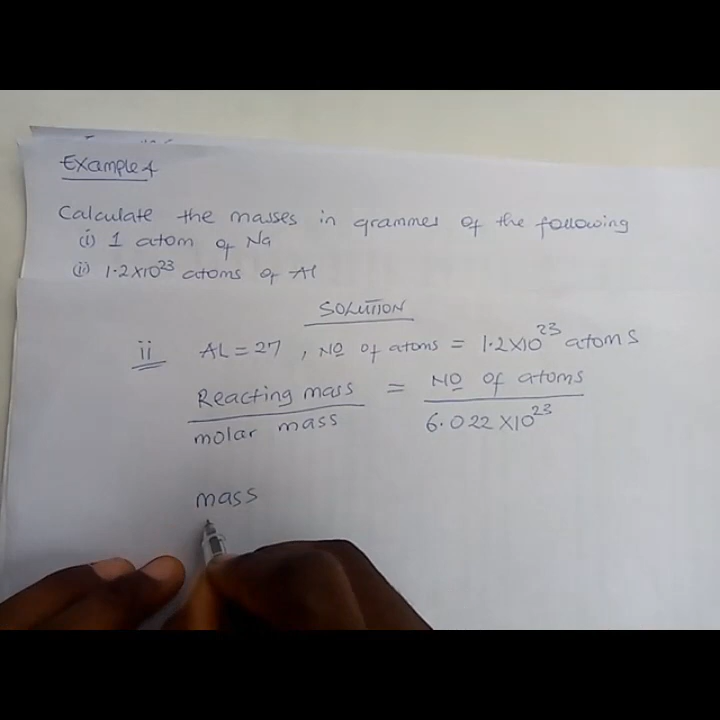 Example 4
Calculate the masses in grammes of the following
(i) 1 atom of Na
(ii) 1.2X10²³ atoms of Al
SOLUTION
ii AL = 27 , No of atoms = 1.2X10²³ atoms
Reacting mass = No of atoms
molar mass 6.022X10²³
mass